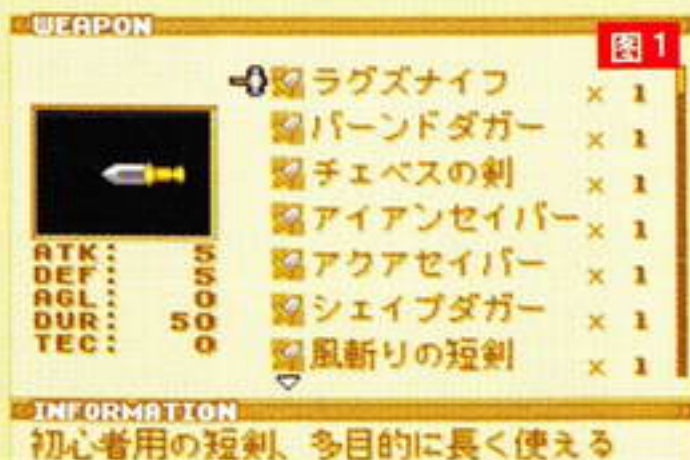 WEAPON
图 1
ラグズナイフ × 1
バーンドダガー × 1
チェベスの剣 × 1
アイアンセイバー × 1
アクアセイバー × 1
シェイプダガー × 1
風斬りの短剣 × 1
ATK: 5
DEF: 5
AGL: 0
DUR: 50
TEC: 0
INFORMATION
初心者用の短剣、多目的に長く使える